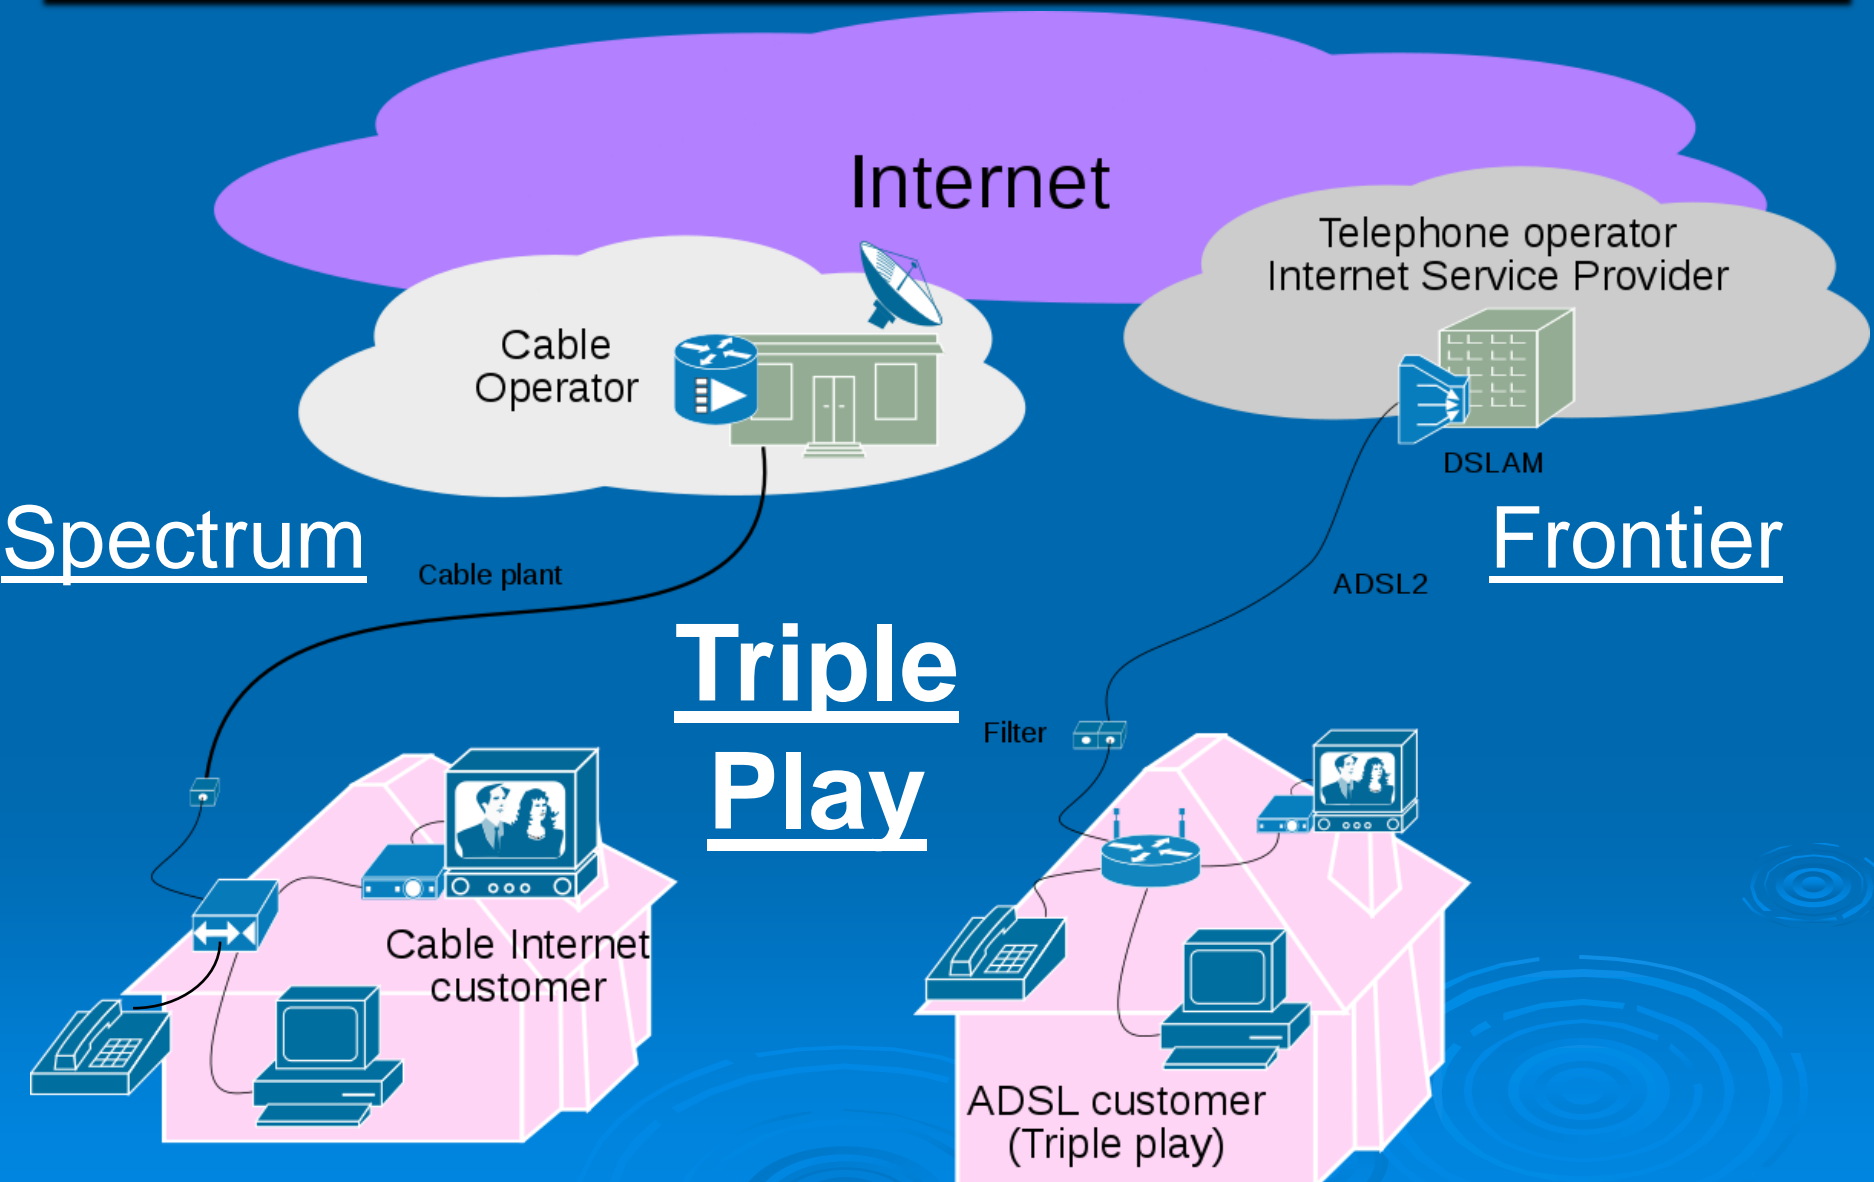 Internet
Telephone operator
Internet Service Provider
Cable
Operator
DSLAM
Spectrum
Frontier
Cable plant
ADSL2
Triple
Play
Filter
Cable Internet
customer
ADSL customer
(Triple play)